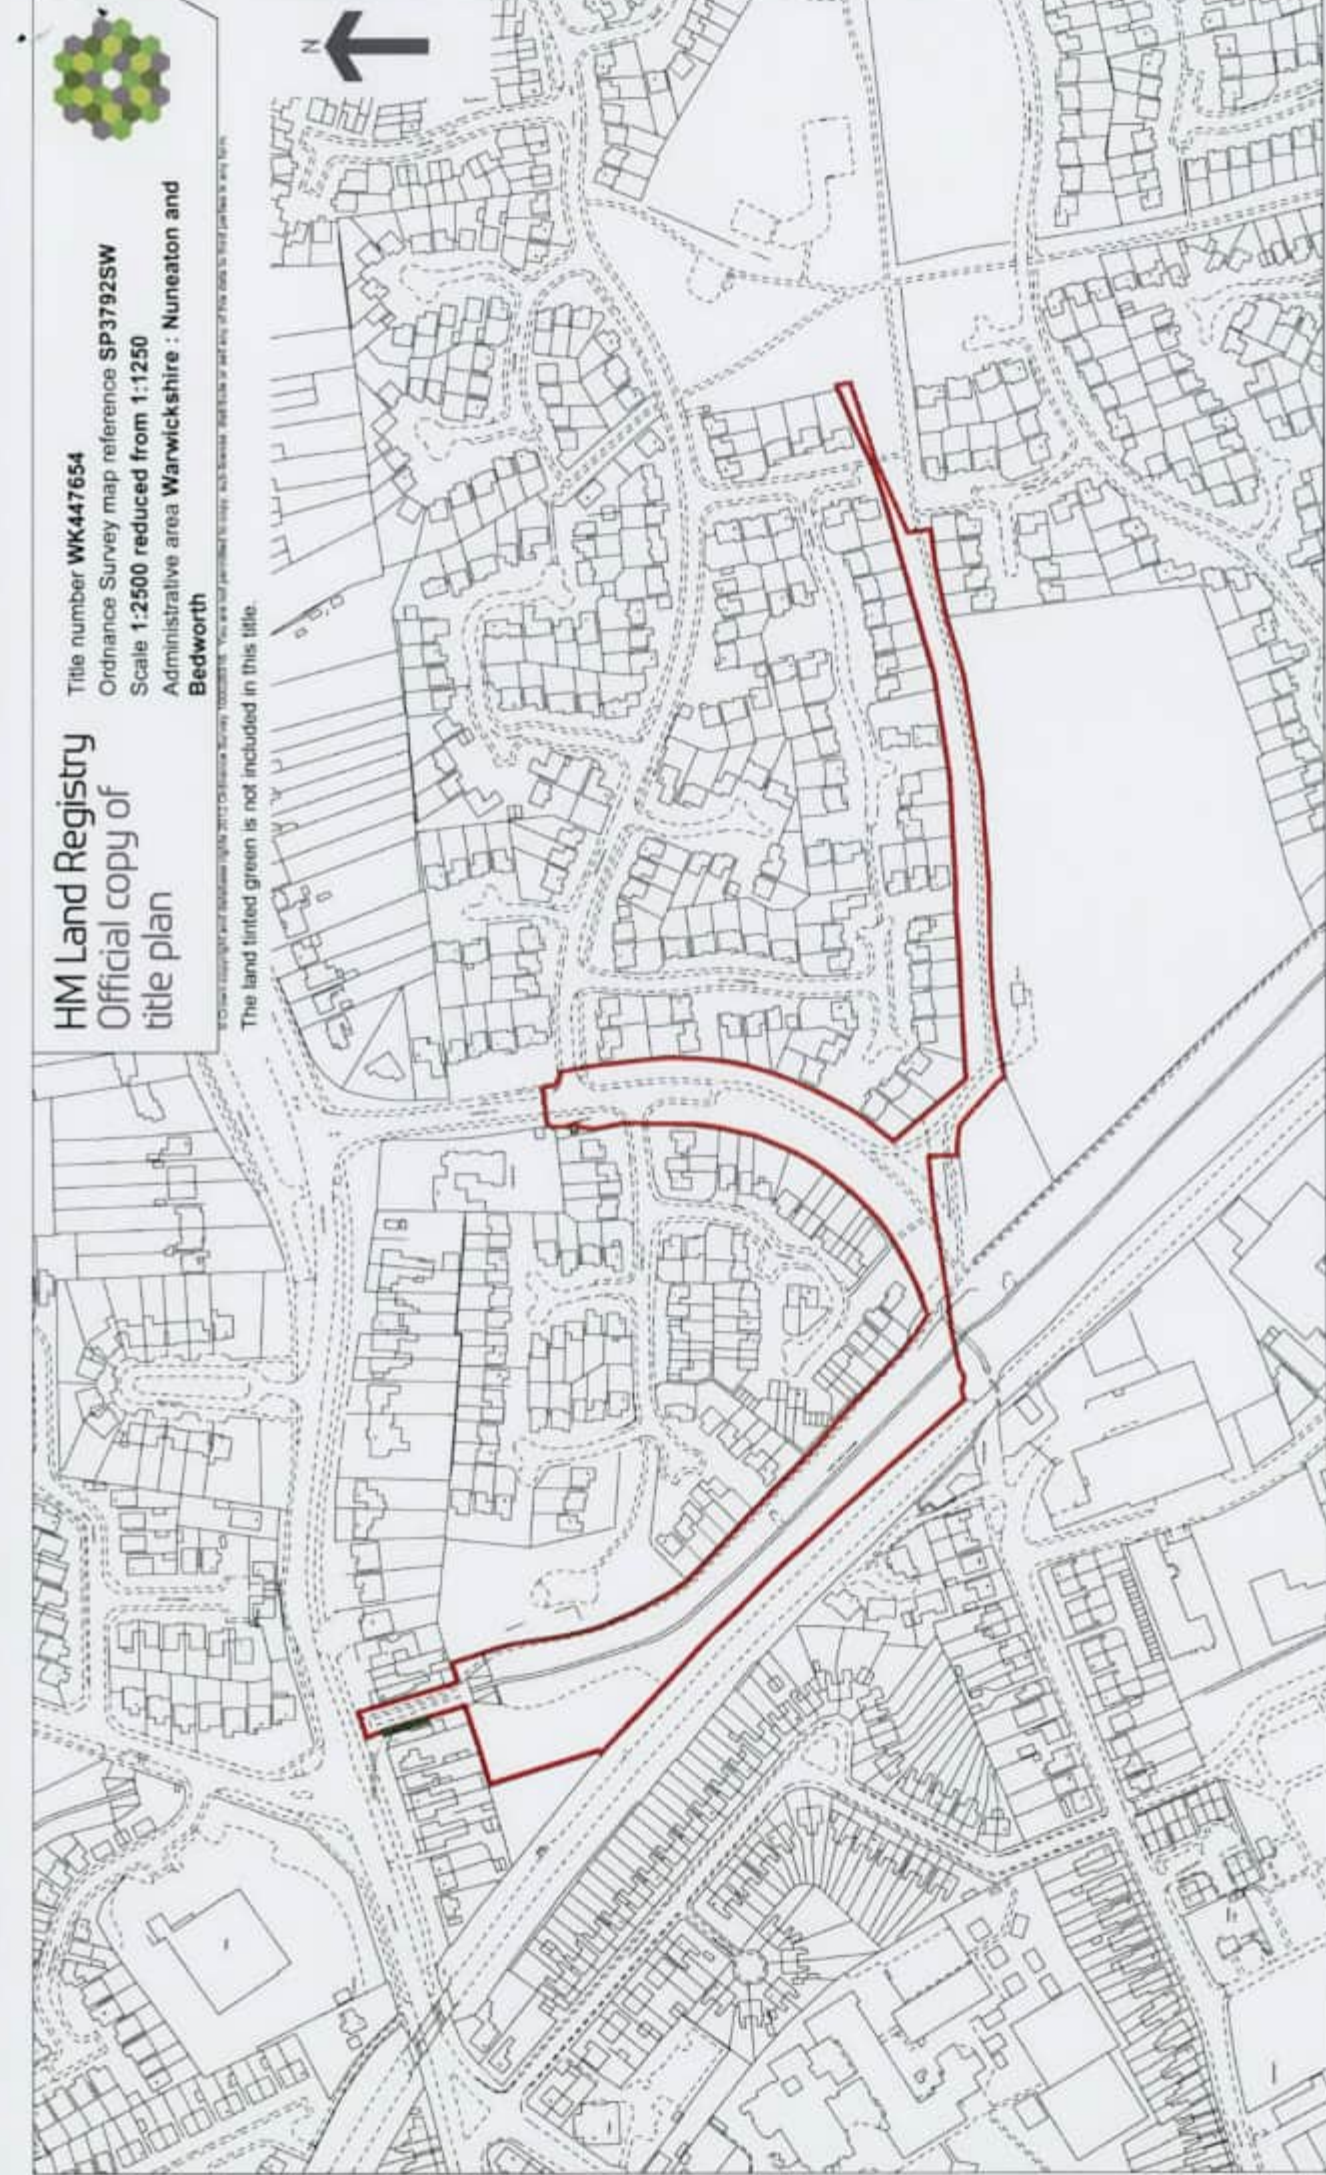 HM Land Registry
Official copy of
title plan
Title number WK447654
Ordnance Survey map reference SP3792SW
Scale 1:2500 reduced from 1:1250
Administrative area Warwickshire : Nuneaton and
Bedworth
The land tinted green is not included in this title.
N